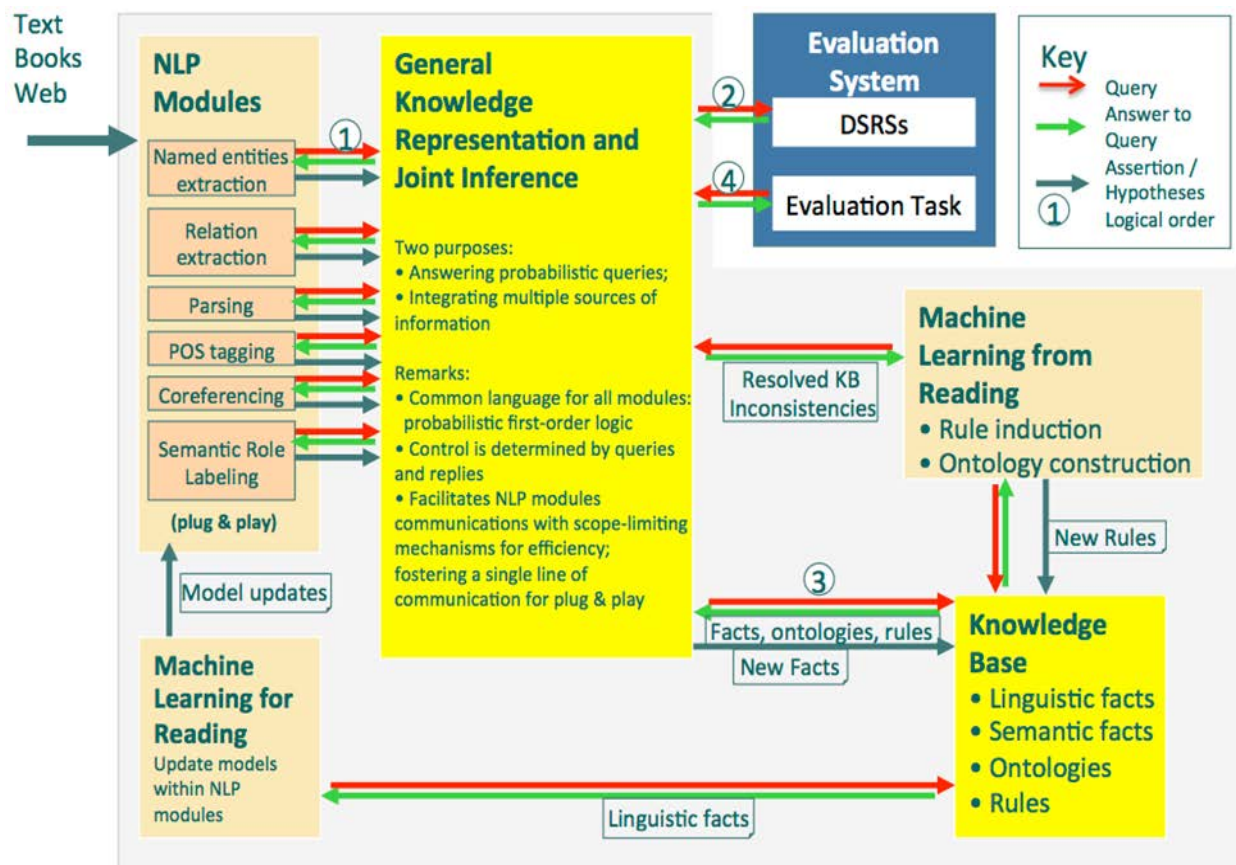 Text
Books
Web
NLP
Modules
Named entities
extraction
Relation
extraction
Parsing
POS tagging
Coreferencing
Semantic Role
Labeling
(plug & play)
Model updates
Machine
Learning for
Reading
Update models
within NLP
modules
1
General
Knowledge
Representation and
Joint Inference
Two purposes:
• Answering probabilistic queries;
• Integrating multiple sources of
information
Remarks:
• Common language for all modules:
probabilistic first-order logic
• Control is determined by queries
and replies
• Facilitates NLP modules
communications with scope-limiting
mechanisms for efficiency;
fostering a single line of
communication for plug & play
2
4
Evaluation
System
DSRSs
Evaluation Task
Key
Query
Answer to
Query
Assertion /
Hypotheses
1
Logical order
Resolved KB
Inconsistencies
Machine
Learning from
Reading
• Rule induction
• Ontology construction
New Rules
3
Facts, ontologies, rules
New Facts
Knowledge
Base
• Linguistic facts
• Semantic facts
• Ontologies
• Rules
Linguistic facts